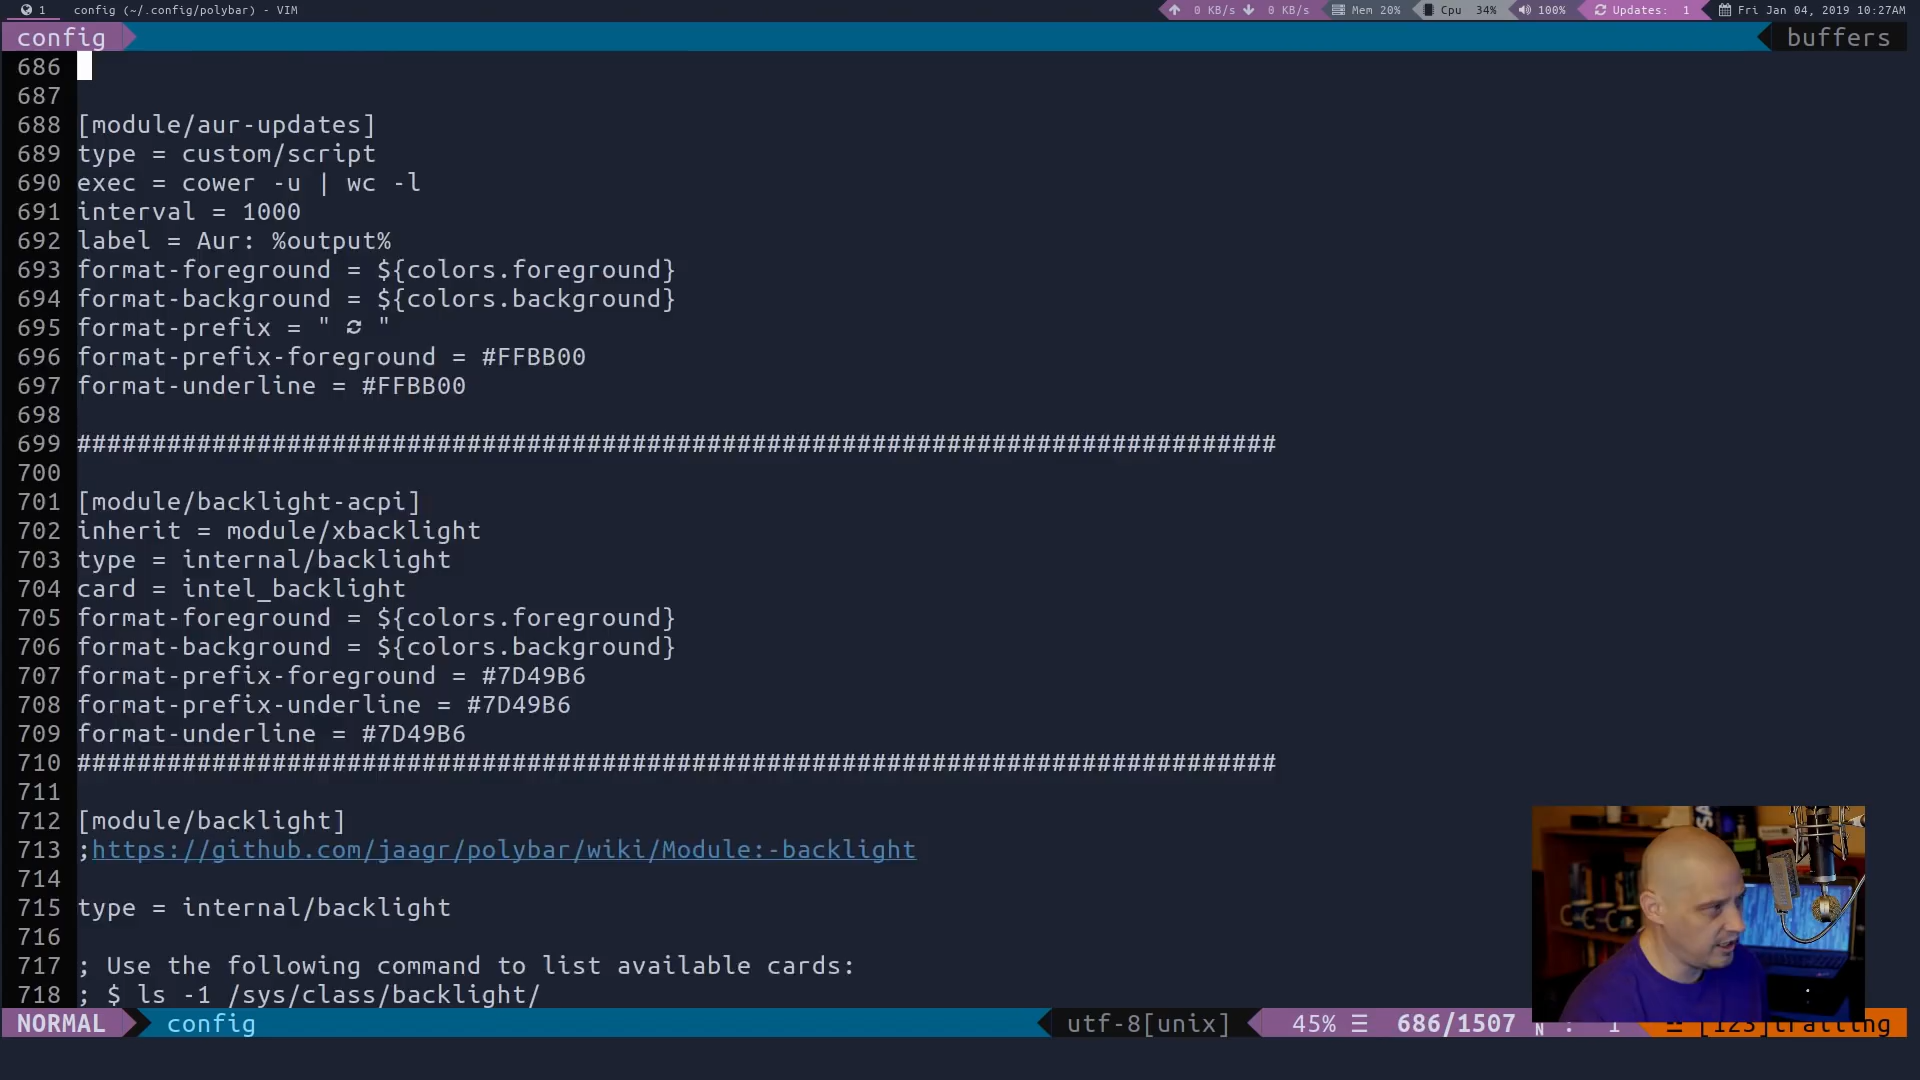 1 config (~/.config/polybar) - VIM 0 KB/s 0 KB/s Mem 20% Cpu 34% 100% Updates: 1 Fri Jan 04, 2019 10:27AM
config buffers
686
687
688 [module/aur-updates]
689 type = custom/script
690 exec = cower -u | wc -l
691 interval = 1000
692 label = Aur: %output%
693 format-foreground = ${colors.foreground}
694 format-background = ${colors.background}
695 format-prefix = "  "
696 format-prefix-foreground = #FFBB00
697 format-underline = #FFBB00
698
699 ################################################################################
700
701 [module/backlight-acpi]
702 inherit = module/xbacklight
703 type = internal/backlight
704 card = intel_backlight
705 format-foreground = ${colors.foreground}
706 format-background = ${colors.background}
707 format-prefix-foreground = #7D49B6
708 format-prefix-underline = #7D49B6
709 format-underline = #7D49B6
710 ################################################################################
711
712 [module/backlight]
713 ;https://github.com/jaagr/polybar/wiki/Module:-backlight
714
715 type = internal/backlight
716
717 ; Use the following command to list available cards:
718 ; $ ls -1 /sys/class/backlight/
NORMAL config utf-8[unix] 45% ☰ 686/1507 : 1 [123]trailing